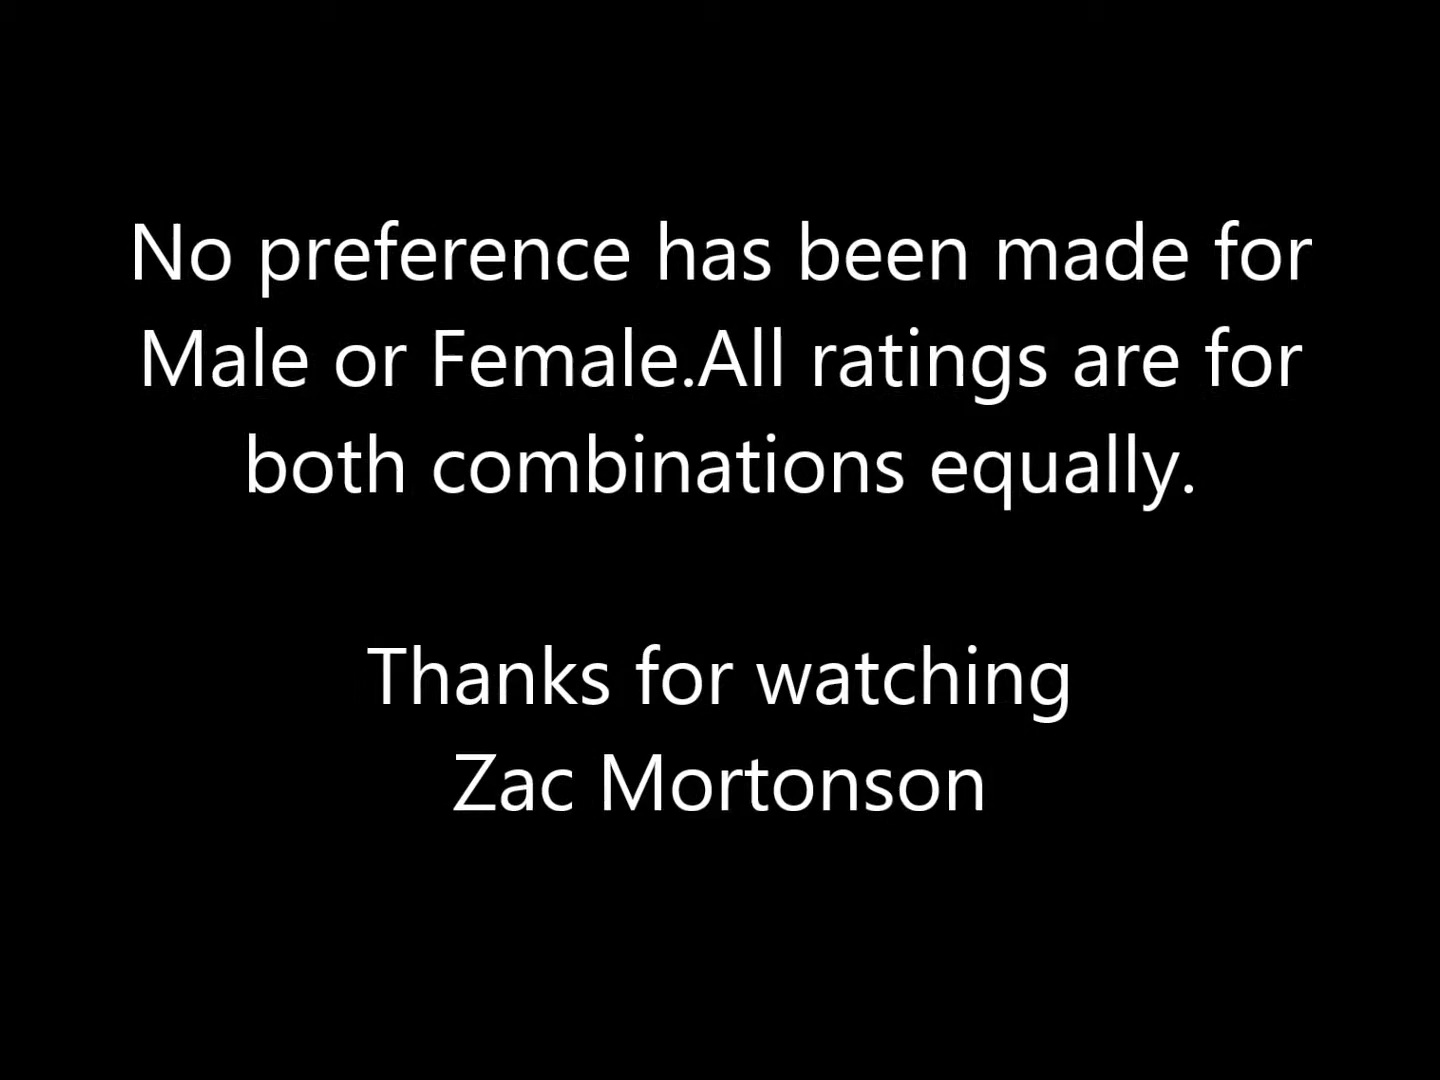 No preference has been made for
Male or Female.All ratings are for
both combinations equally.
Thanks for watching
Zac Mortonson